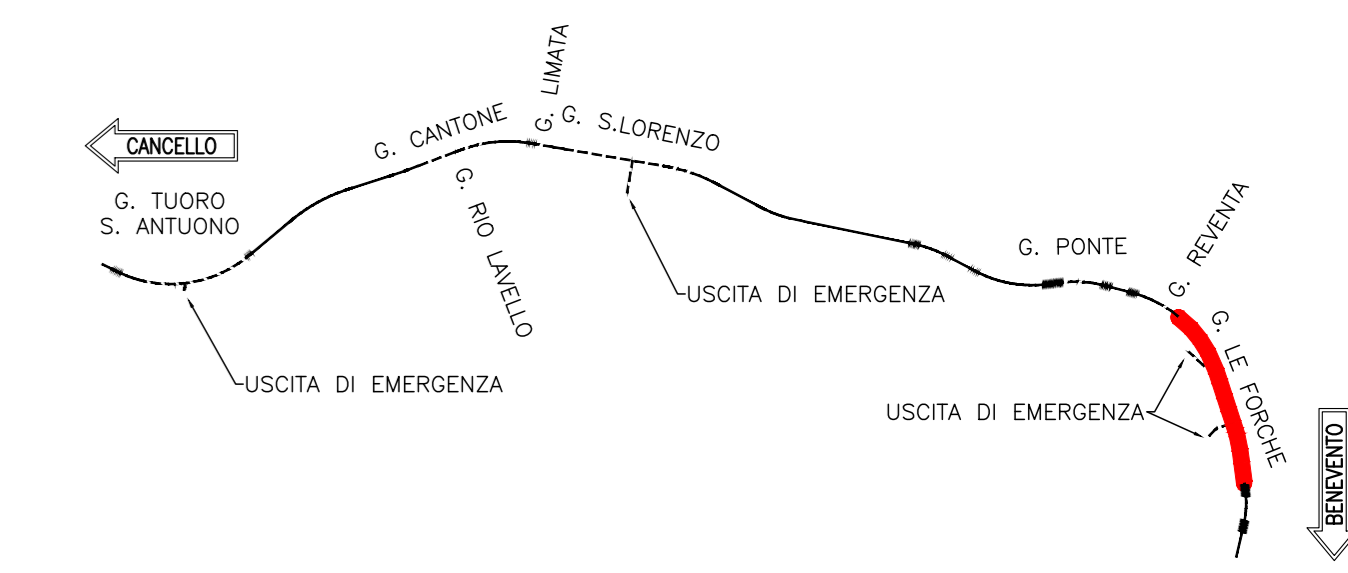 CANCELLO
G. TUORO
S. ANTUONO
G. CANTONE
G. LIMATA
G. S.LORENZO
G. RIO LAVELLO
USCITA DI EMERGENZA
USCITA DI EMERGENZA
G. PONTE
G. REVENTA
G. LE FORCHE
USCITA DI EMERGENZA
BENEVENTO